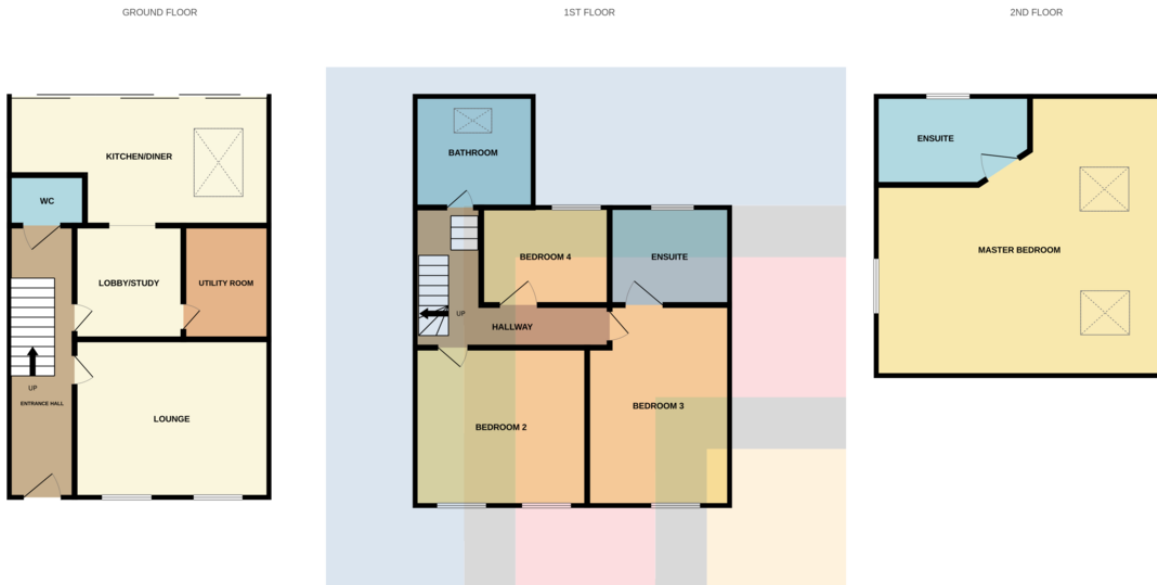 GROUND FLOOR
KITCHEN/DINER
WC
LOBBY/STUDY
UTILITY ROOM
UP
ENTRANCE HALL
LOUNGE
1ST FLOOR
BATHROOM
BEDROOM 4
ENSUITE
UP
HALLWAY
BEDROOM 3
BEDROOM 2
2ND FLOOR
ENSUITE
MASTER BEDROOM